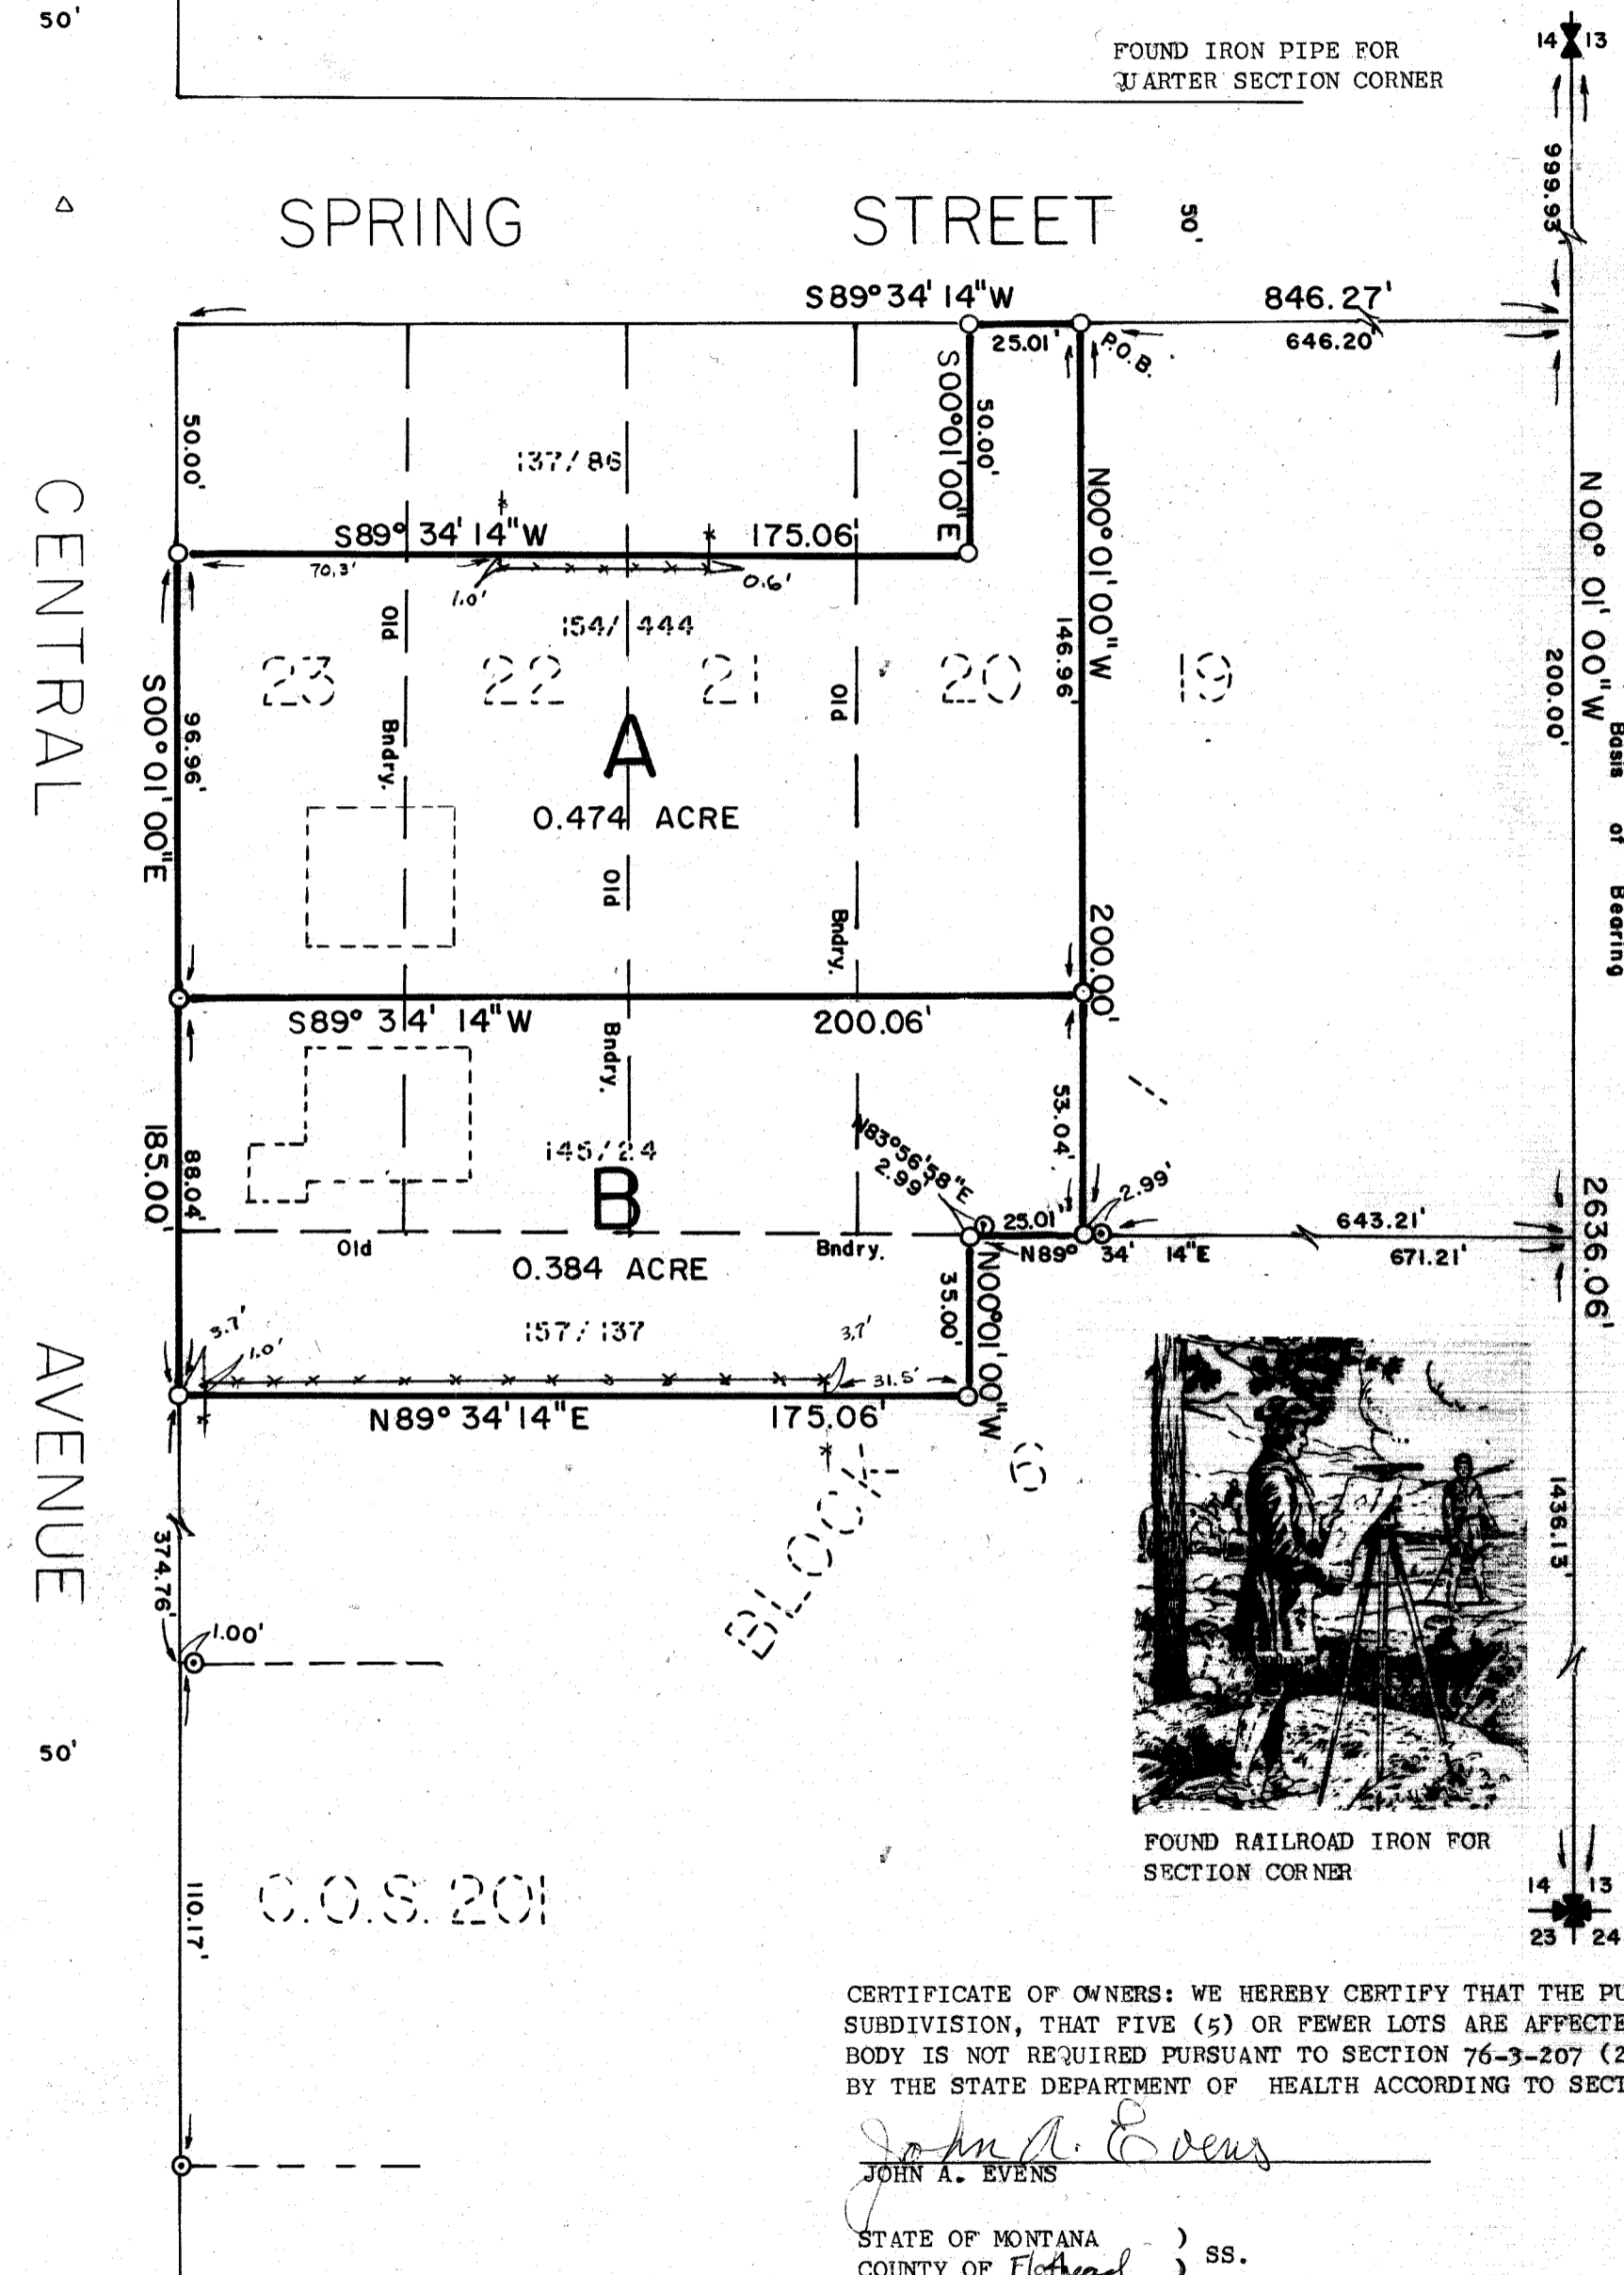 50'
FOUND IRON PIPE FOR
QUARTER SECTION CORNER
14 13
999.93'
SPRING STREET
50'
S89°34'14"W
846.27'
25.01'
P.O.B.
646.20'
50.00'
S00°01'00"E
50.00'
137/86
N00°01'00"W
N00°01'00"W
200.00'
Basis of Bearing
CENTRAL
S89°34'14"W 175.06'
70.3'
1.0'
0.6'
154/444
Old Bndry.
Old Bndry.
Old Bndry.
23 22 21 20 19
146.96'
96.96'
S00°01'00"E
A
0.474 ACRE
200.00'
S89°34'14"W 200.06'
53.04'
N83°56'58"E
2.99'
145/24
B
185.00'
88.04'
25.01'
2.99'
643.21'
Old Bndry.
N89°34'14"E
671.21'
2636.06'
0.384 ACRE
35.00'
N00°01'00"W
157/137
3.7'
1.0'
3.7'
31.5'
N89°34'14"E 175.06'
AVENUE
BLOCK 6
1436.13'
374.76'
1.00'
50'
FOUND RAILROAD IRON FOR
SECTION CORNER
14 13
23 24
C.O.S. 201
110.17'
CERTIFICATE OF OWNERS: WE HEREBY CERTIFY THAT THE PU
SUBDIVISION, THAT FIVE (5) OR FEWER LOTS ARE AFFECTE
BODY IS NOT REQUIRED PURSUANT TO SECTION 76-3-207 (2
BY THE STATE DEPARTMENT OF HEALTH ACCORDING TO SECT
John A. Evens
JOHN A. EVENS
STATE OF MONTANA )
SS.
COUNTY OF Flathead )